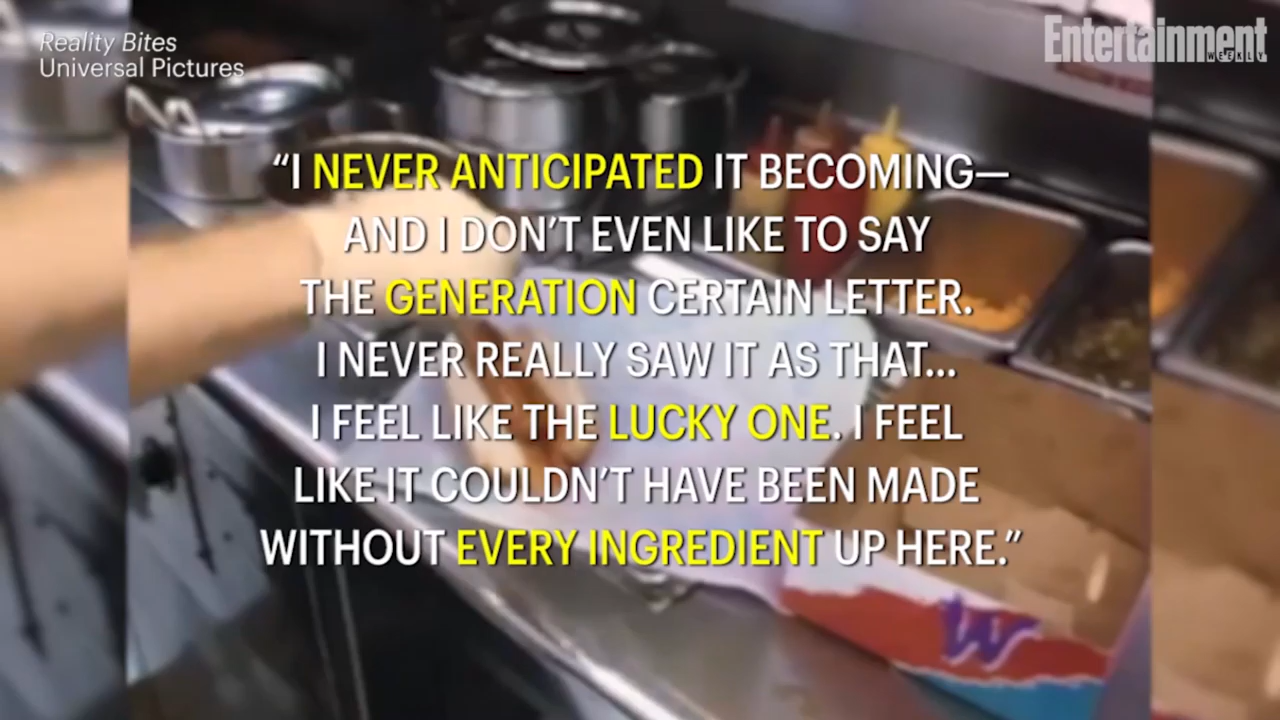 Reality Bites
Universal Pictures
Entertainment
WEEKLY
“I NEVER ANTICIPATED IT BECOMING—
AND I DON’T EVEN LIKE TO SAY
THE GENERATION CERTAIN LETTER.
I NEVER REALLY SAW IT AS THAT...
I FEEL LIKE THE LUCKY ONE. I FEEL
LIKE IT COULDN’T HAVE BEEN MADE
WITHOUT EVERY INGREDIENT UP HERE.”
W